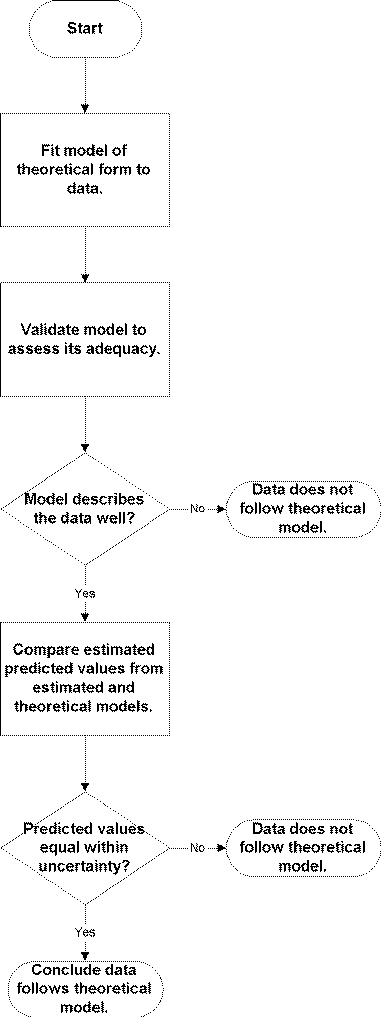 Start
Fit model of
theoretical form to
data.
Validate model to
assess its adequacy.
Model describes
the data well?
No
Data does not
follow theoretical
model.
Yes
Compare estimated
predicted values from
estimated and
theoretical models.
Predicted values
equal within
uncertainty?
No
Data does not
follow theoretical
model.
Yes
Conclude data
follows theoretical
model.